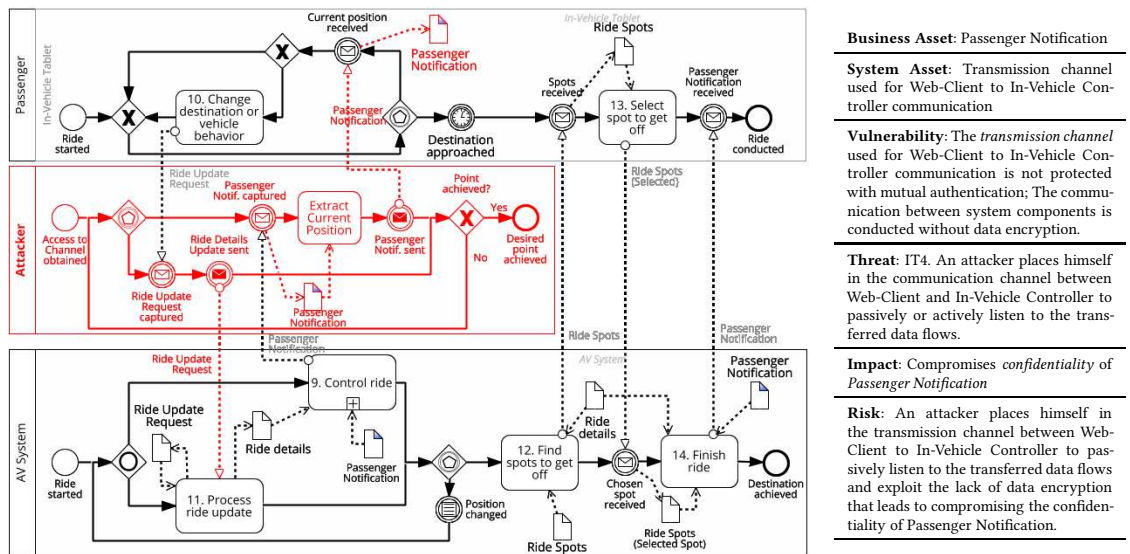 Passenger
In-Vehicle Tablet
In-Vehicle Tablet
Ride
started
10. Change
destination or
vehicle
behavior
Current position
received
Passenger
Notification
Passenger
Notification
Destination
approached
Spots
received
Ride Spots
13. Select
spot to get
off
Passenger
Notification
received
Ride
conducted
Ride Update
Request
Ride Spots
{Selected}
Attacker
Access to
Channel
obtained
Passenger
Notif. captured
Extract
Current
Position
Passenger
Notif. sent
Point
achieved?
Yes
No
Desired
point
achieved
Ride Details
Update sent
Ride Update
Request
captured
Passenger
Notification
Passenger
Notification
Ride Update
Request
Ride Spots
Passenger
Notification
AV System
AV System
Ride
started
Ride Update
Request
11. Process
ride update
Ride details
9. Control ride
Passenger
Notification
Position
changed
12. Find
spots to get
off
Ride Spots
Ride
details
Chosen
spot
received
Ride Spots
(Selected Spot)
14. Finish
ride
Passenger
Notification
Destination
achieved
Business Asset: Passenger Notification
System Asset: Transmission channel
used for Web-Client to In-Vehicle Con-
troller communication
Vulnerability: The transmission channel
used for Web-Client to In-Vehicle Con-
troller communication is not protected
with mutual authentication; The commu-
nication between system components is
conducted without data encryption.
Threat: IT4. An attacker places himself
in the communication channel between
Web-Client and In-Vehicle Controller to
passively or actively listen to the trans-
ferred data flows.
Impact: Compromises confidentiality of
Passenger Notification
Risk: An attacker places himself in
the transmission channel between Web-
Client to In-Vehicle Controller to pas-
sively listen to the transferred data flows
and exploit the lack of data encryption
that leads to compromising the confiden-
tiality of Passenger Notification.